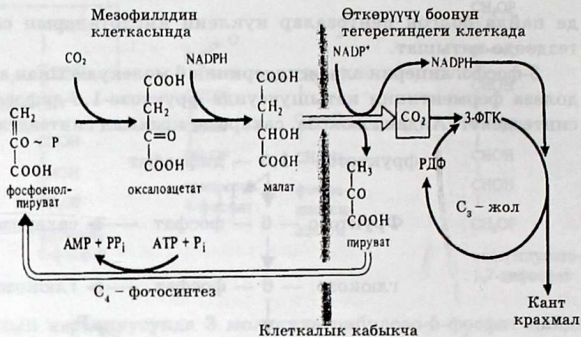 Мезофиллдин
клеткасында
Өткөрүүчү боонун
тегерегиндеги клеткада
CO₂
NADPH
NADP⁺
NADPH
COOH
CH₂
C=O
COOH
COOH
CH₂
CHOH
COOH
CH₂
CO ~ P
COOH
фосфоенол-
пируват
оксалоацетат
малат
CO₂
3-ФГК
РДФ
C₃ – жол
CH₃
CO
COOH
пируват
AMP + PPᵢ
ATP + Pᵢ
C₄ – фотосинтез
Кант
крахмал
Клеткалык кабыкча